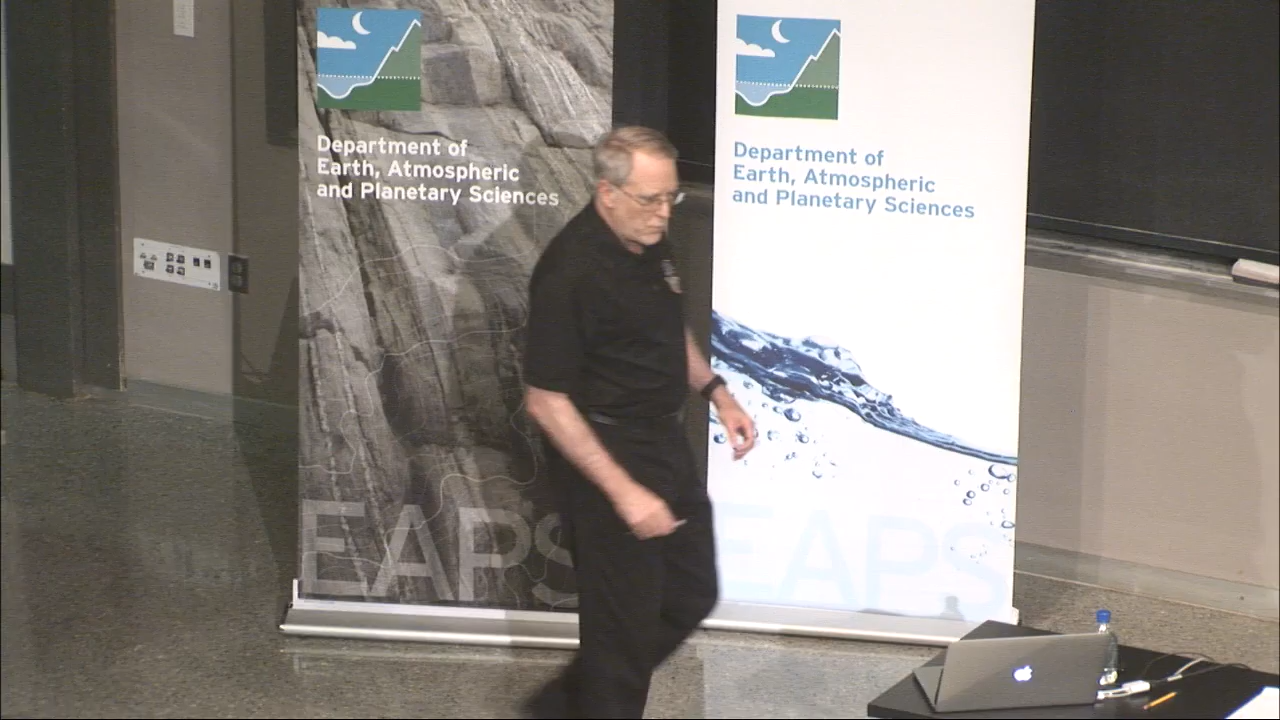 Department of
Earth, Atmospheric
and Planetary Sciences
EAPS
Department of
Earth, Atmospheric
and Planetary Sciences
EAPS